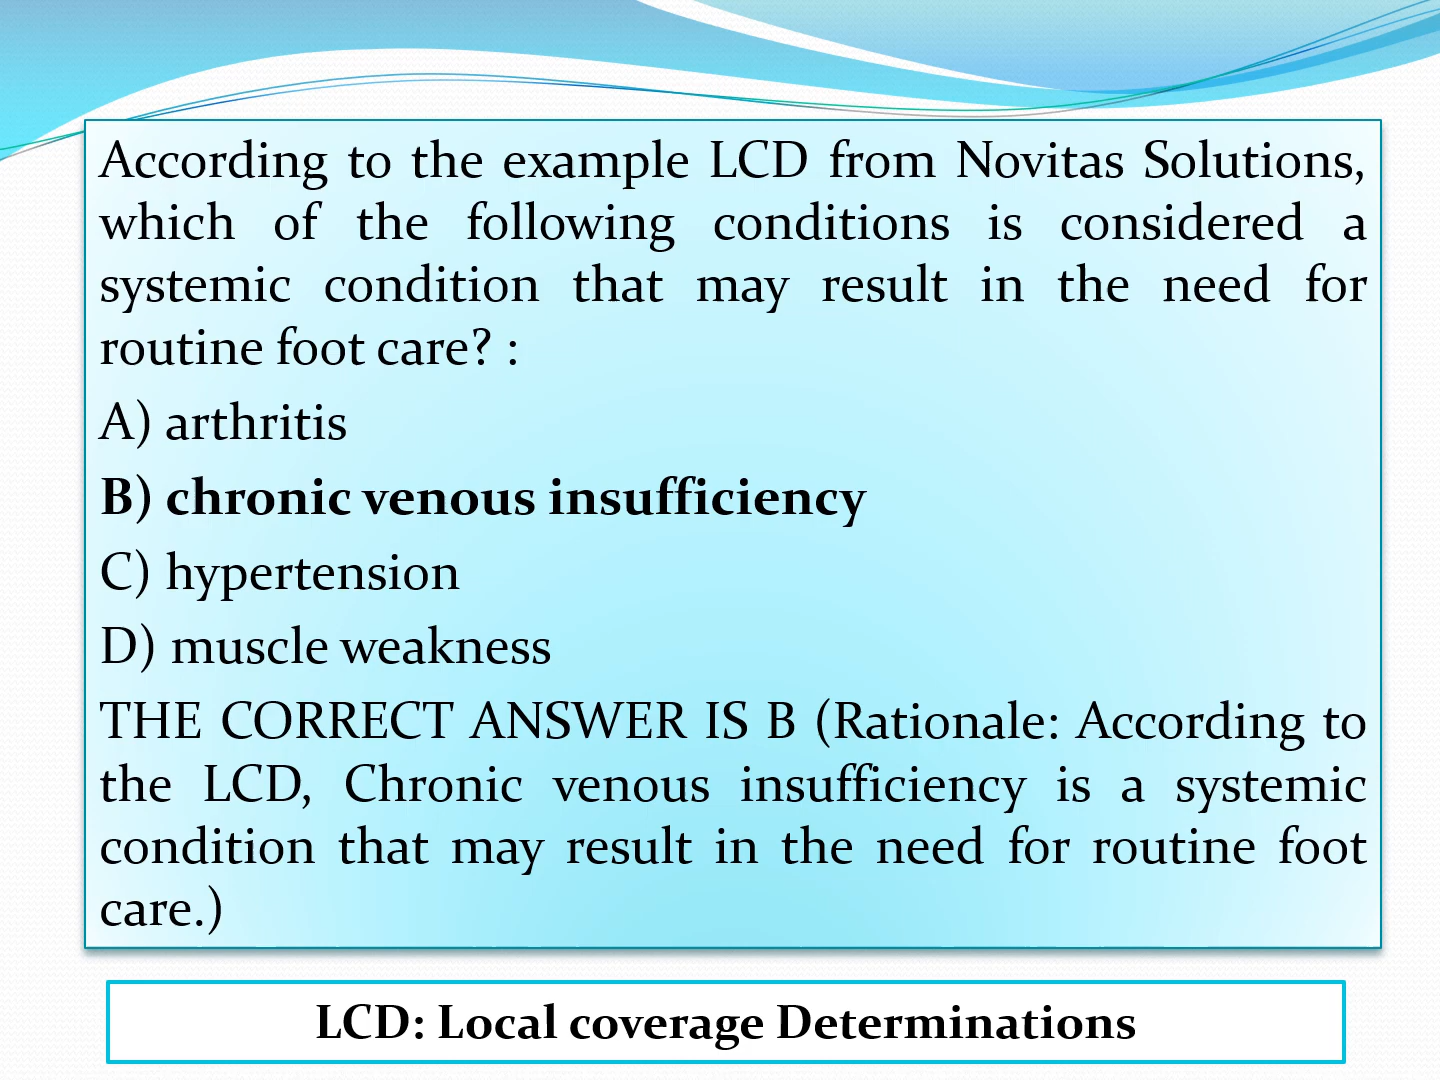 According to the example LCD from Novitas Solutions,
which of the following conditions is considered a
systemic condition that may result in the need for
routine foot care? :
A) arthritis
B) chronic venous insufficiency
C) hypertension
D) muscle weakness
THE CORRECT ANSWER IS B (Rationale: According to
the LCD, Chronic venous insufficiency is a systemic
condition that may result in the need for routine foot
care.)
LCD: Local coverage Determinations